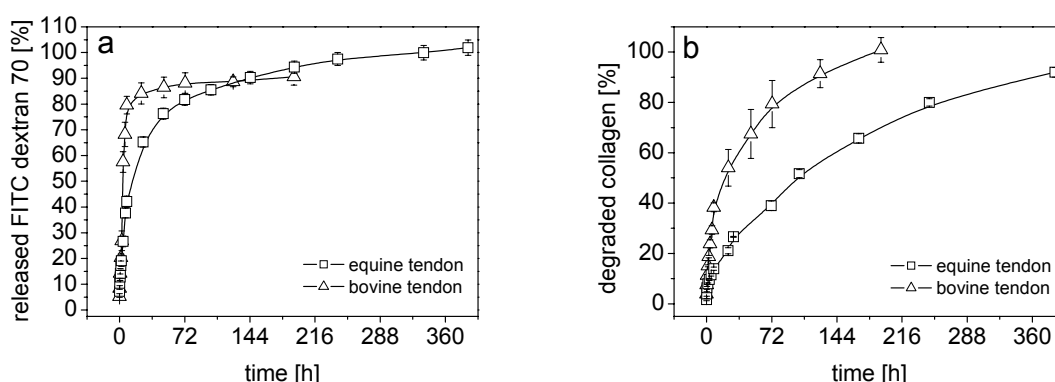 a
released FITC dextran 70 [%]
100
90
80
70
60
50
40
30
20
10
0
equine tendon
bovine tendon
0 72 144 216 288 360
time [h]
b
degraded collagen [%]
100
80
60
40
20
0
equine tendon
bovine tendon
0 72 144 216 288 360
time [h]